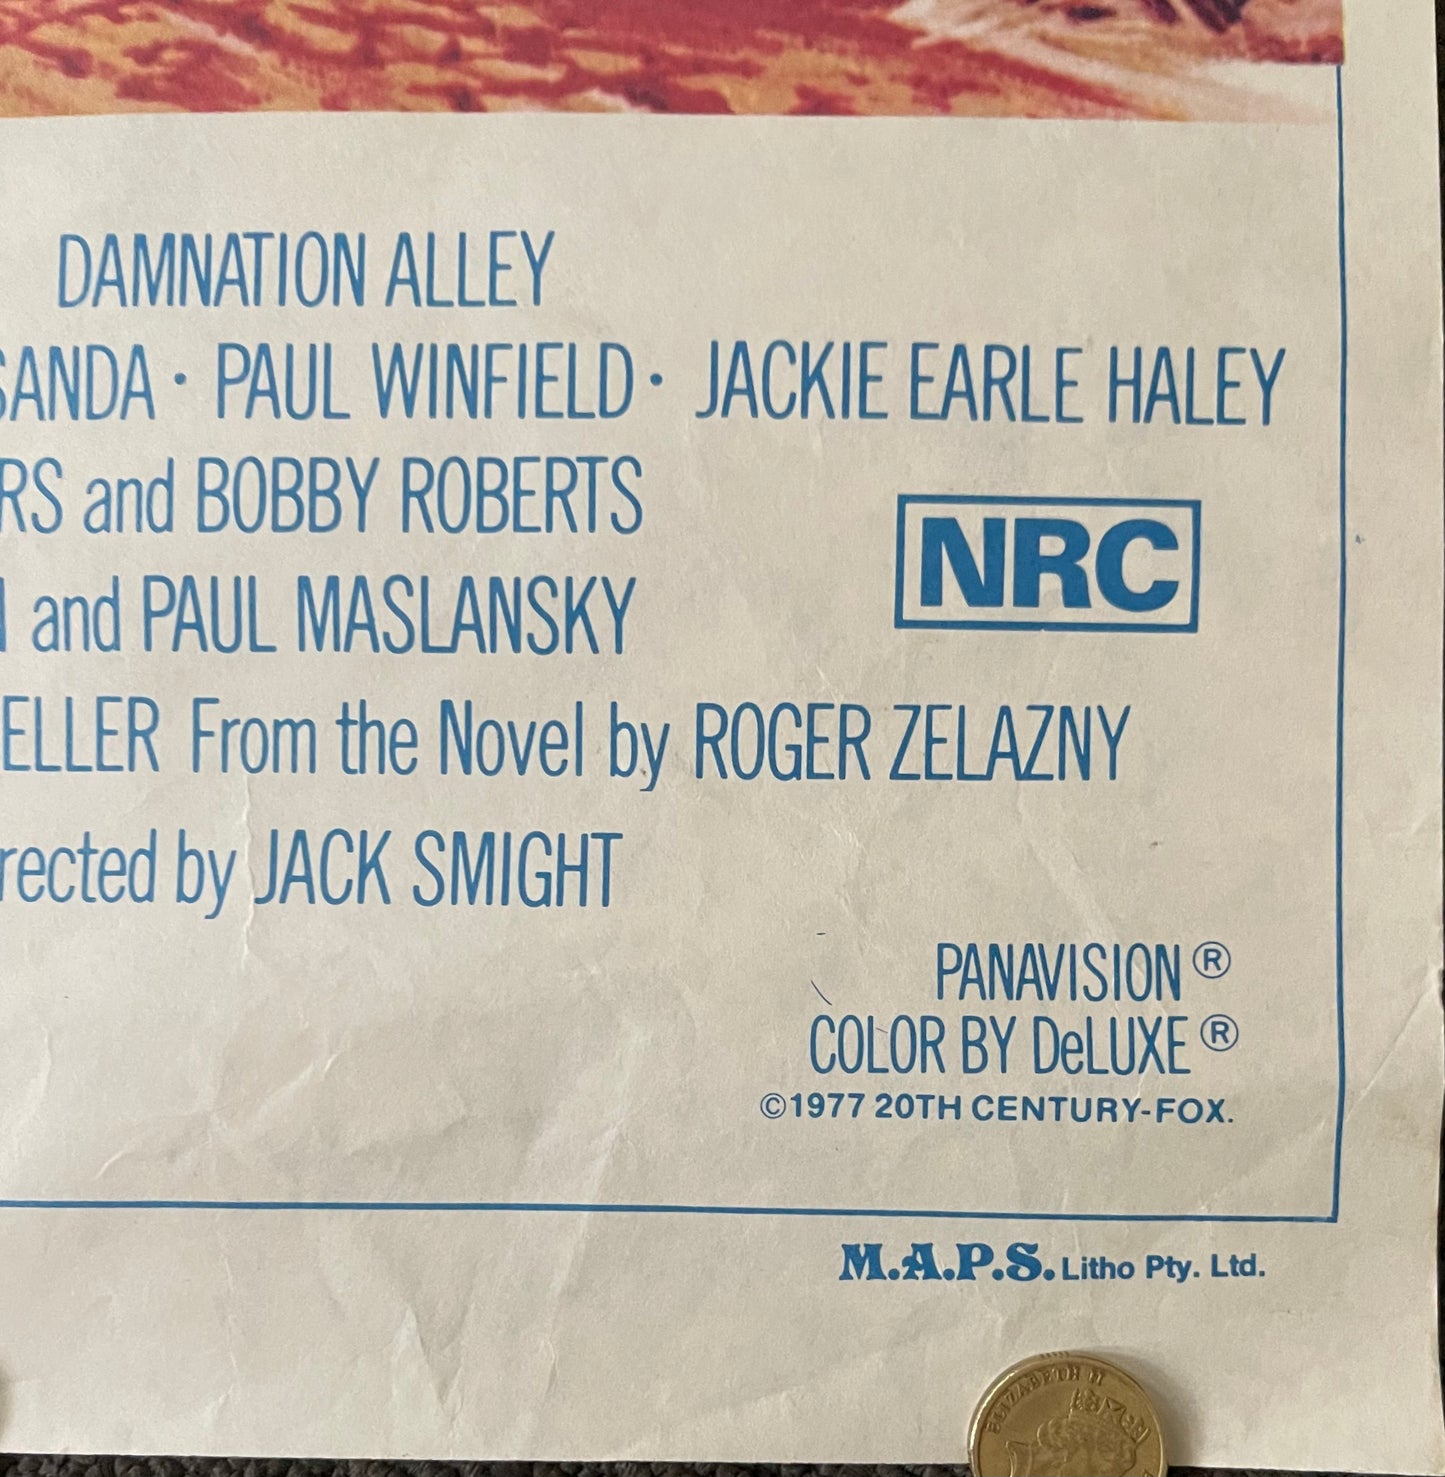 DAMNATION ALLEY
SANDA · PAUL WINFIELD · JACKIE EARLE HALEY
RS and BOBBY ROBERTS
NRC
and PAUL MASLANSKY
ELLER From the Novel by ROGER ZELAZNY
rected by JACK SMIGHT
PANAVISION ®
COLOR BY DeLUXE ®
©1977 20TH CENTURY-FOX.
M.A.P.S. Litho Pty. Ltd.
ELIZABETH II